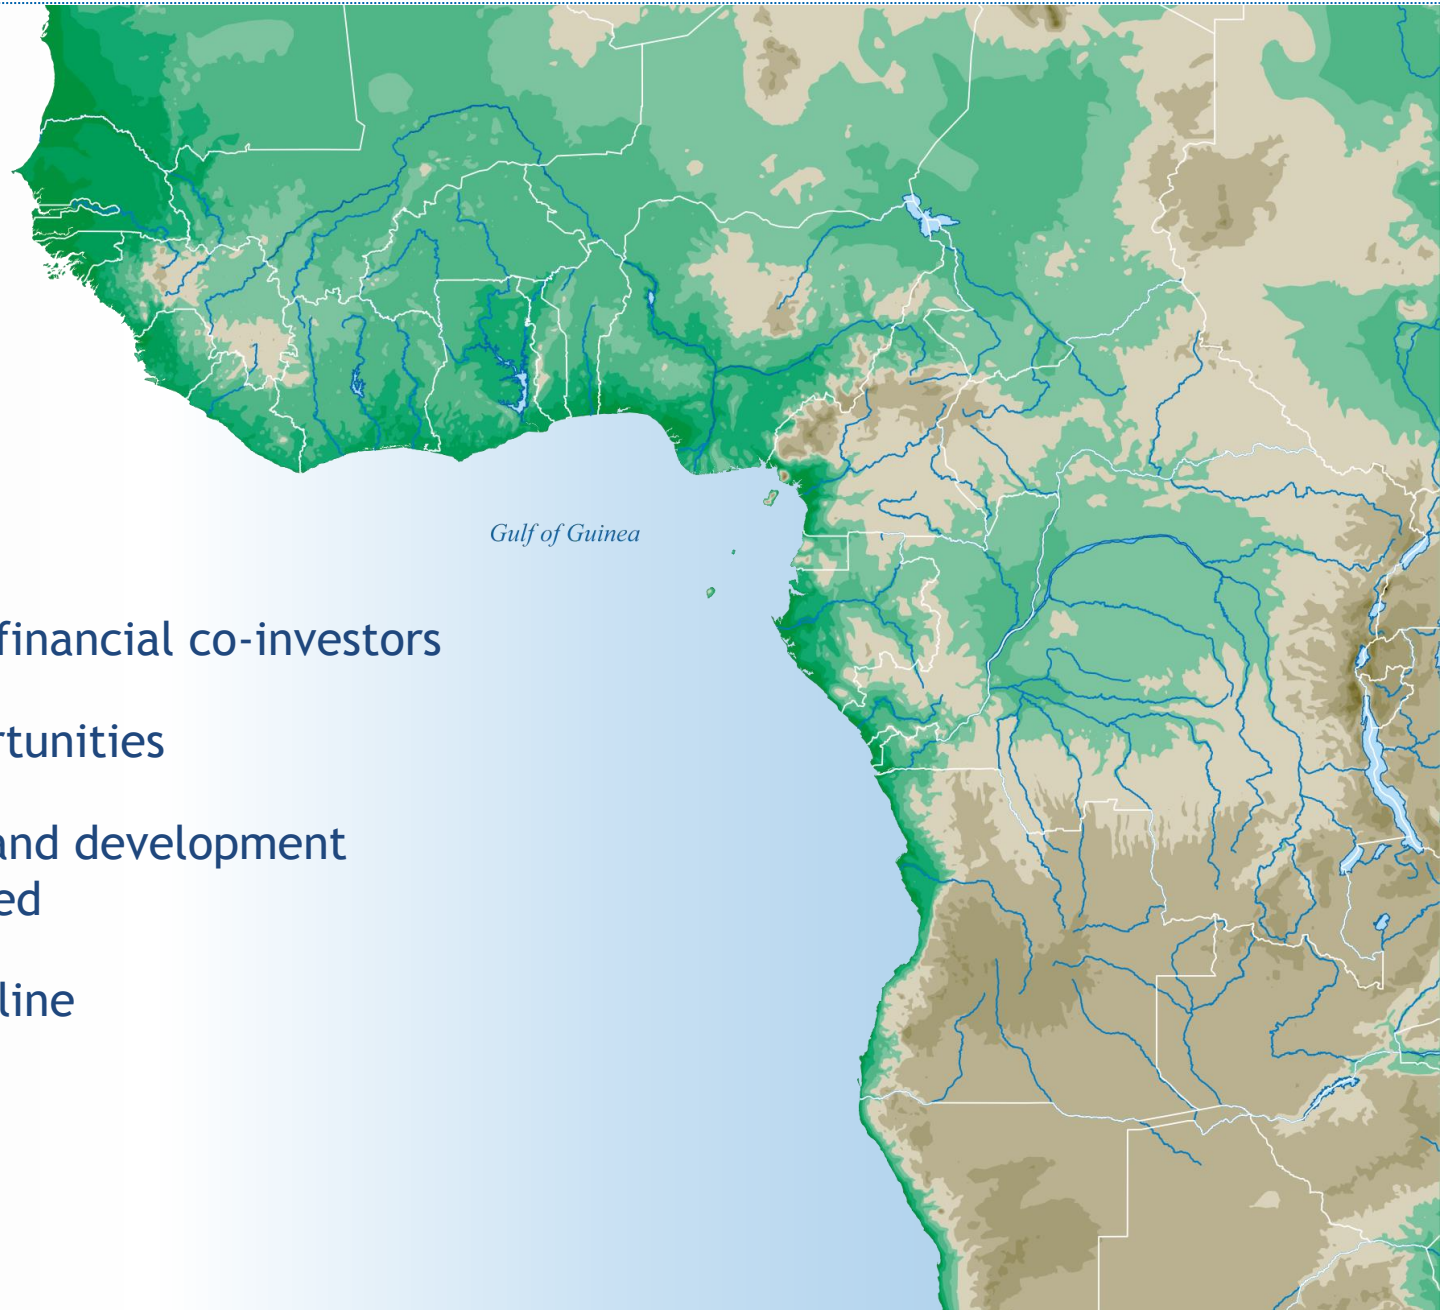 Gulf of Guinea
financial co-investors
rtunities
and development
ed
line